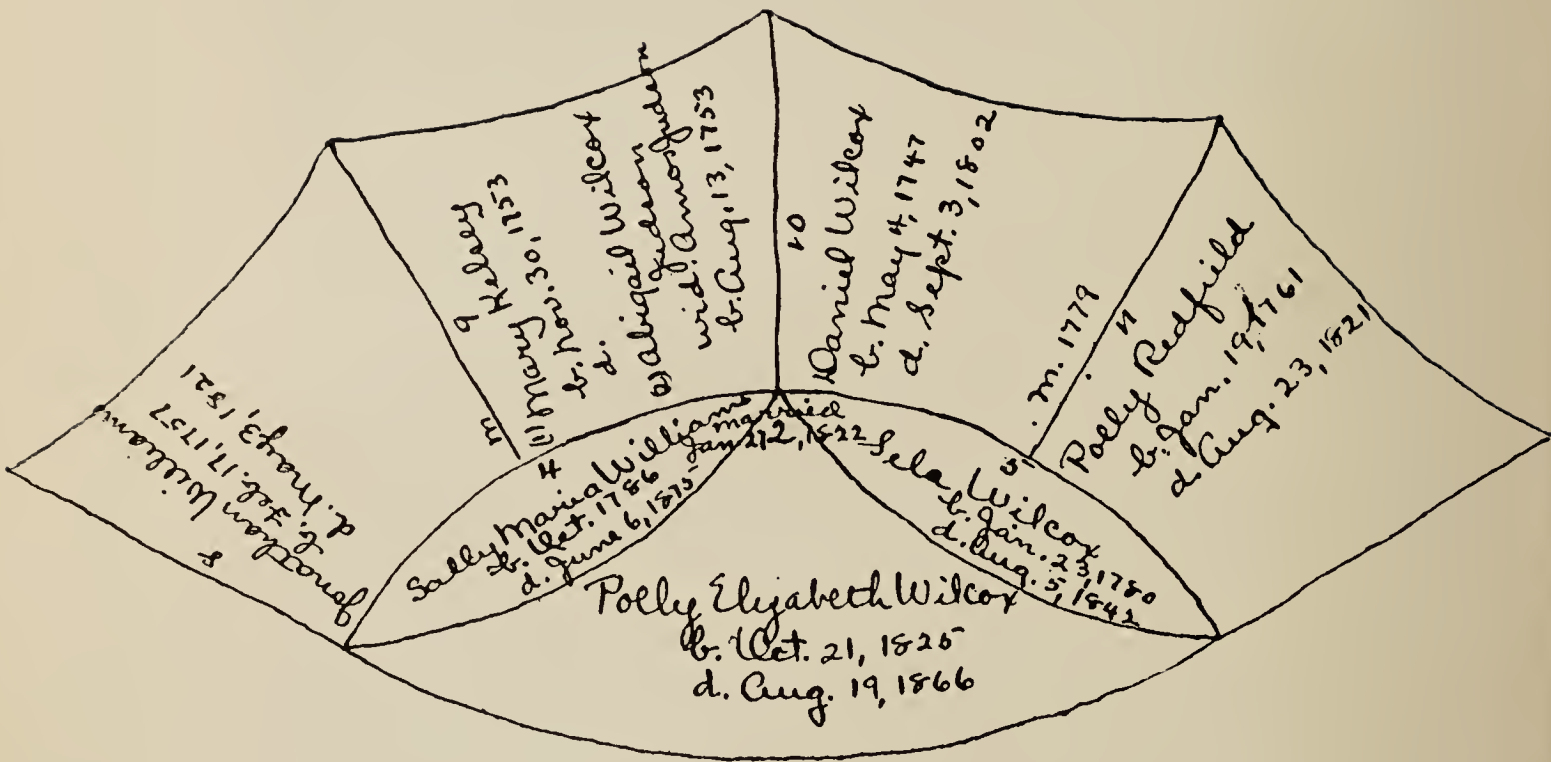 8
Jonathan Williams
b. Feb. 17, 1757
d. May 3, 1821
m
9
Kelsey
(1) Mary
b. Nov. 30, 1753
d.
(2) Abigail Wilcox
Judson
wid. Amos Judson
b. Aug. 13, 1753
10
Daniel Wilcox
b. May 4, 1747
d. Sept. 3, 1802
m. 1779
11
Polly Redfield
b. Jan. 19, 1761
d. Aug. 23, 1821
4
Sally Maria Williams
b. Oct. 1786
d. June 6, 1875
married
Jan 1822
5
Sela Wilcox
b. Jan. 23, 1780
d. Aug. 5, 1842
Polly Elizabeth Wilcox
b. Oct. 21, 1825
d. Aug. 19, 1866